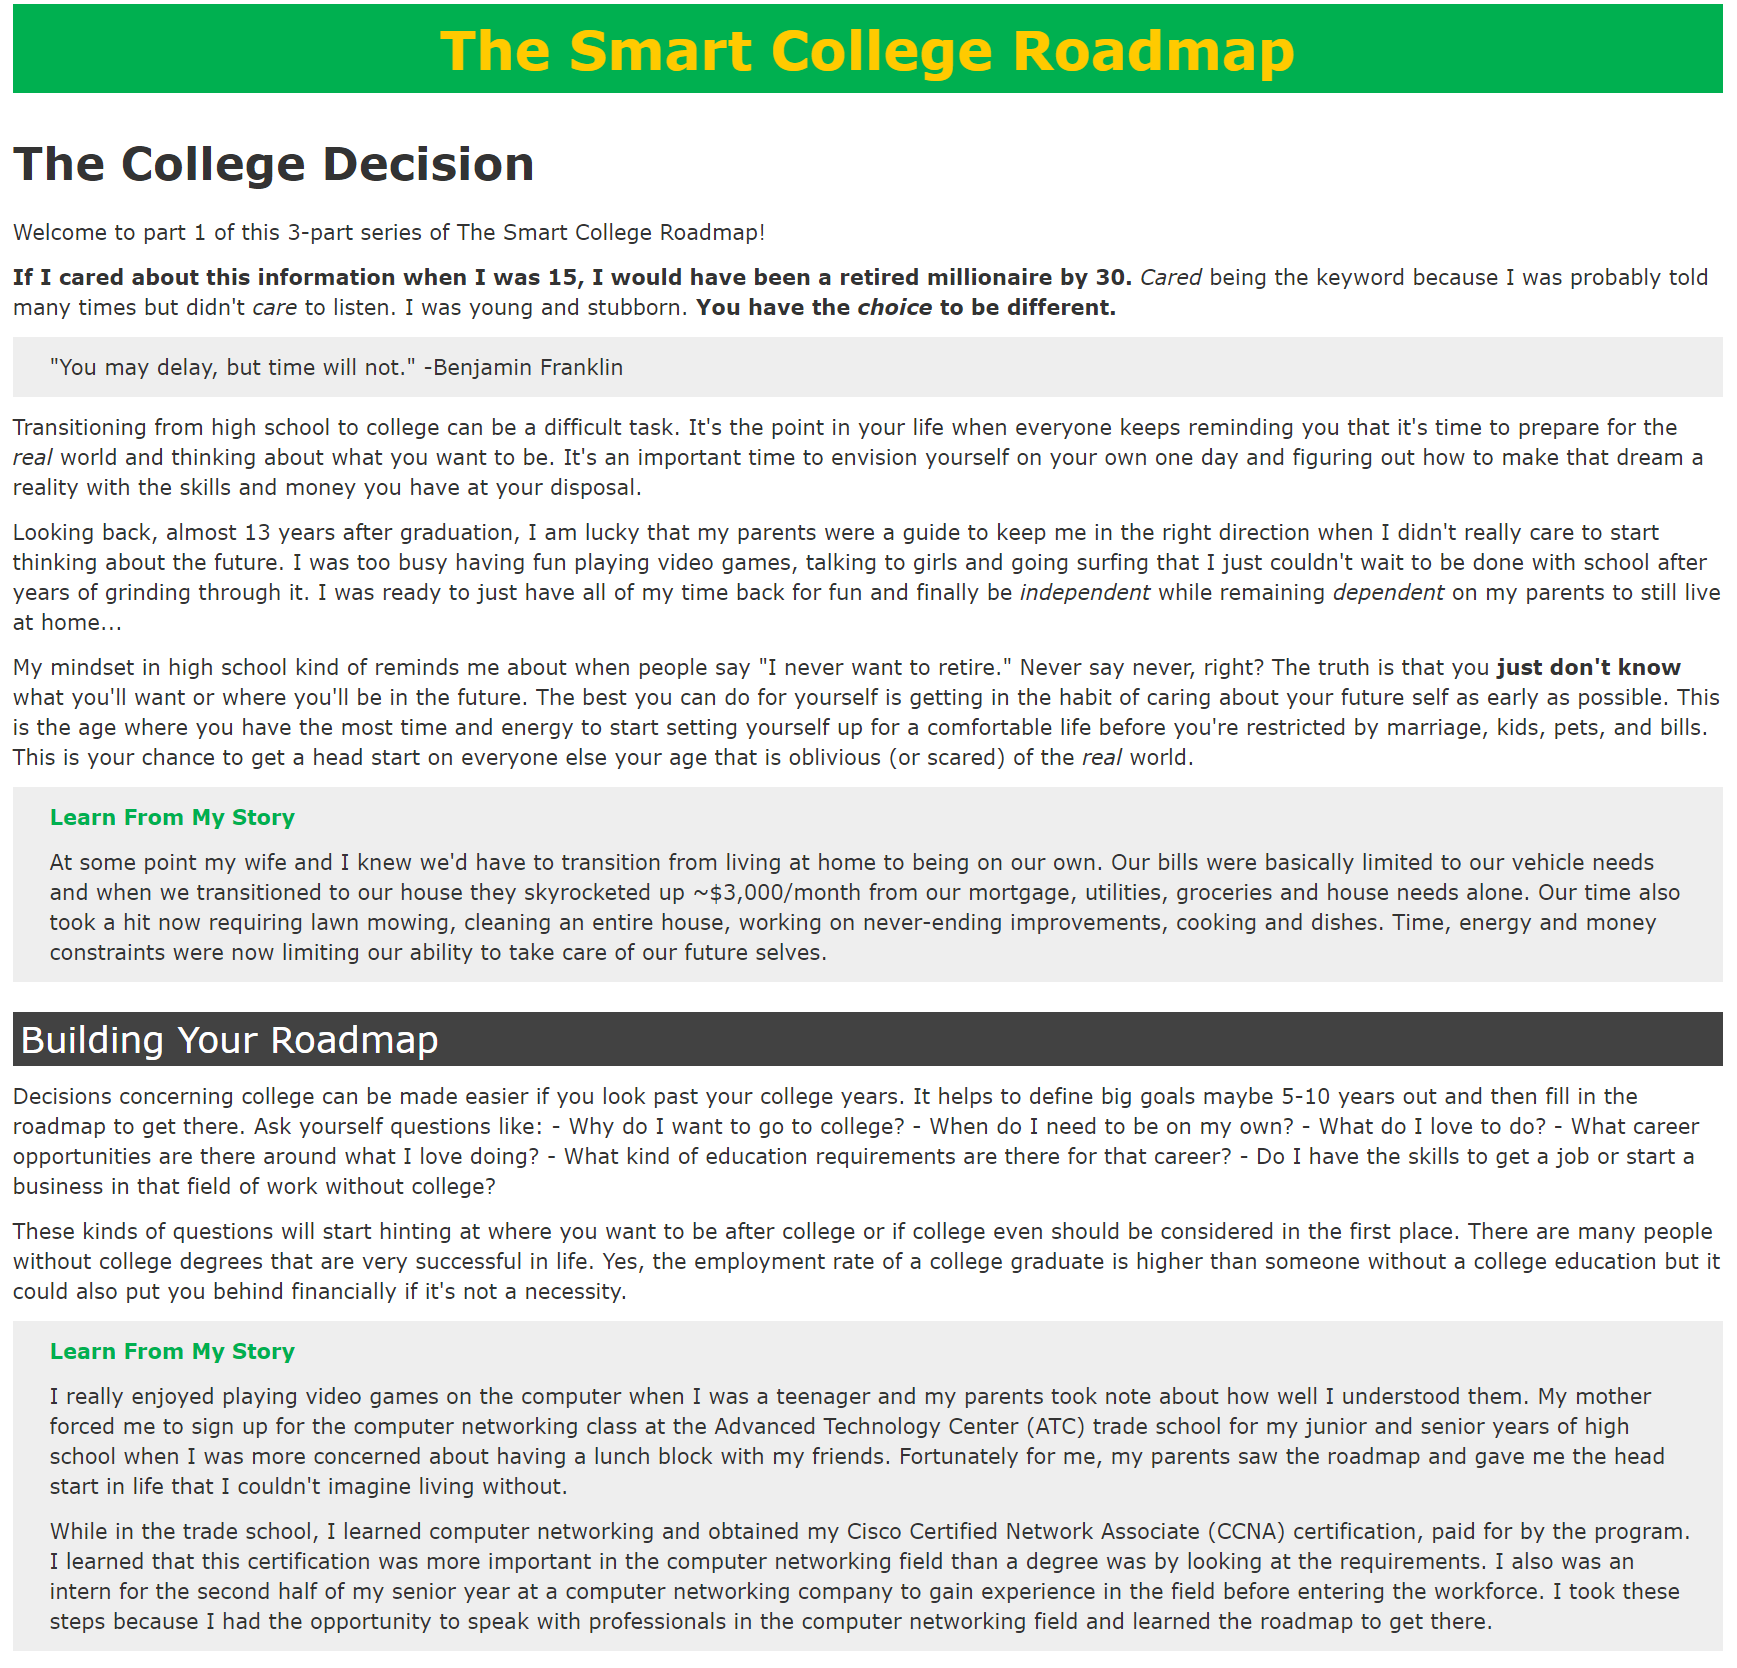 The Smart College Roadmap
The College Decision
Welcome to part 1 of this 3-part series of The Smart College Roadmap!
If I cared about this information when I was 15, I would have been a retired millionaire by 30. Cared being the keyword because I was probably told
many times but didn't care to listen. I was young and stubborn. You have the choice to be different.
"You may delay, but time will not." -Benjamin Franklin
Transitioning from high school to college can be a difficult task. It's the point in your life when everyone keeps reminding you that it's time to prepare for the
real world and thinking about what you want to be. It's an important time to envision yourself on your own one day and figuring out how to make that dream a
reality with the skills and money you have at your disposal.
Looking back, almost 13 years after graduation, I am lucky that my parents were a guide to keep me in the right direction when I didn't really care to start
thinking about the future. I was too busy having fun playing video games, talking to girls and going surfing that I just couldn't wait to be done with school after
years of grinding through it. I was ready to just have all of my time back for fun and finally be independent while remaining dependent on my parents to still live
at home...
My mindset in high school kind of reminds me about when people say "I never want to retire." Never say never, right? The truth is that you just don't know
what you'll want or where you'll be in the future. The best you can do for yourself is getting in the habit of caring about your future self as early as possible. This
is the age where you have the most time and energy to start setting yourself up for a comfortable life before you're restricted by marriage, kids, pets, and bills.
This is your chance to get a head start on everyone else your age that is oblivious (or scared) of the real world.
Learn From My Story
At some point my wife and I knew we'd have to transition from living at home to being on our own. Our bills were basically limited to our vehicle needs
and when we transitioned to our house they skyrocketed up ~$3,000/month from our mortgage, utilities, groceries and house needs alone. Our time also
took a hit now requiring lawn mowing, cleaning an entire house, working on never-ending improvements, cooking and dishes. Time, energy and money
constraints were now limiting our ability to take care of our future selves.
Building Your Roadmap
Decisions concerning college can be made easier if you look past your college years. It helps to define big goals maybe 5-10 years out and then fill in the
roadmap to get there. Ask yourself questions like: - Why do I want to go to college? - When do I need to be on my own? - What do I love to do? - What career
opportunities are there around what I love doing? - What kind of education requirements are there for that career? - Do I have the skills to get a job or start a
business in that field of work without college?
These kinds of questions will start hinting at where you want to be after college or if college even should be considered in the first place. There are many people
without college degrees that are very successful in life. Yes, the employment rate of a college graduate is higher than someone without a college education but it
could also put you behind financially if it's not a necessity.
Learn From My Story
I really enjoyed playing video games on the computer when I was a teenager and my parents took note about how well I understood them. My mother
forced me to sign up for the computer networking class at the Advanced Technology Center (ATC) trade school for my junior and senior years of high
school when I was more concerned about having a lunch block with my friends. Fortunately for me, my parents saw the roadmap and gave me the head
start in life that I couldn't imagine living without.
While in the trade school, I learned computer networking and obtained my Cisco Certified Network Associate (CCNA) certification, paid for by the program.
I learned that this certification was more important in the computer networking field than a degree was by looking at the requirements. I also was an
intern for the second half of my senior year at a computer networking company to gain experience in the field before entering the workforce. I took these
steps because I had the opportunity to speak with professionals in the computer networking field and learned the roadmap to get there.